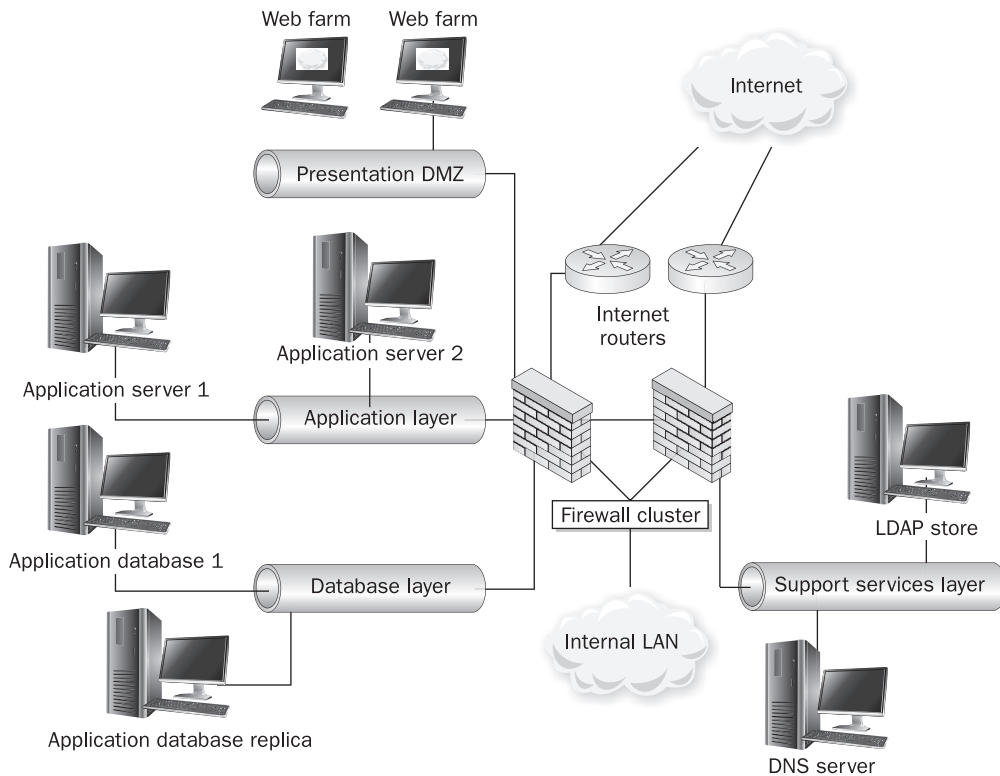 Web farm
Web farm
Internet
Presentation DMZ
Internet
routers
Application server 2
Application server 1
Application layer
Firewall cluster
LDAP store
Application database 1
Database layer
Support services layer
Internal LAN
Application database replica
DNS server